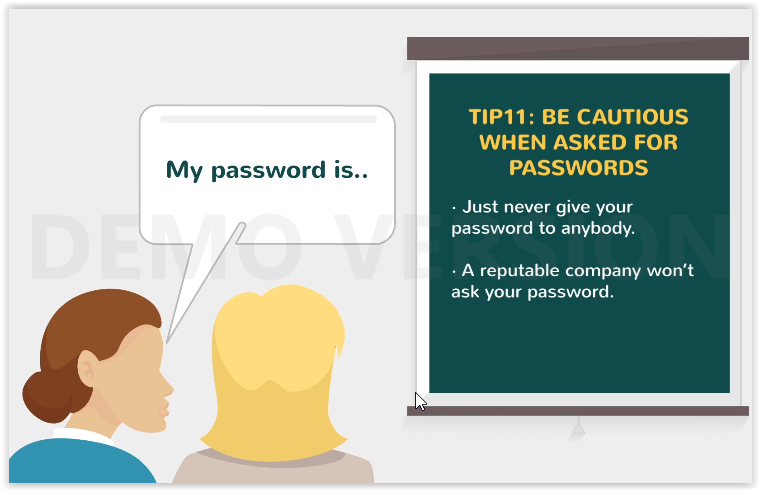 My password is..
TIP11: BE CAUTIOUS
WHEN ASKED FOR
PASSWORDS
· Just never give your
password to anybody.
· A reputable company won’t
ask your password.
DEMO VERSION